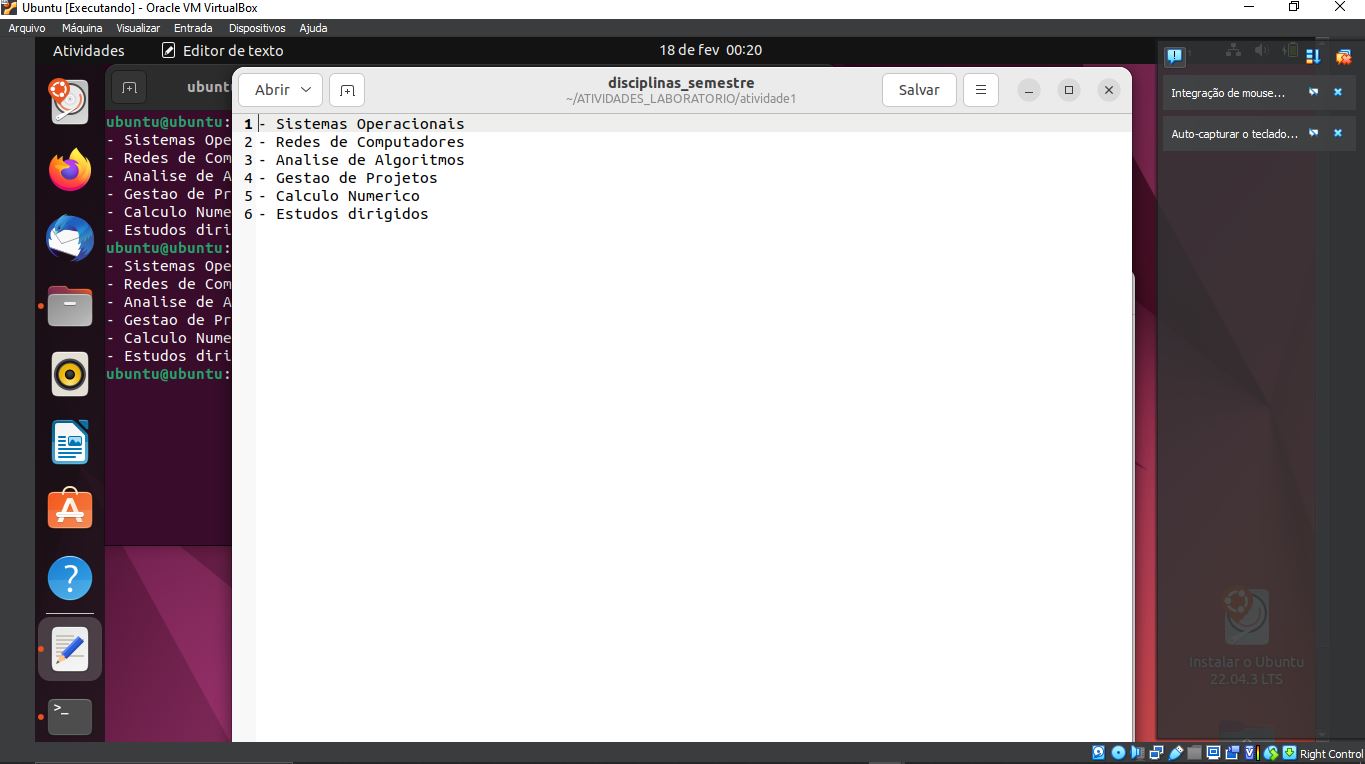 Ubuntu [Executando] - Oracle VM VirtualBox
Arquivo Máquina Visualizar Entrada Dispositivos Ajuda
Atividades Editor de texto 18 de fev 00:20
ubuntu
Abrir disciplinas_semestre Salvar
~/ATIVIDADES_LABORATORIO/atividade1
Integração de mouse...
Auto-capturar o teclado...
1 - Sistemas Operacionais
2 - Redes de Computadores
3 - Analise de Algoritmos
4 - Gestao de Projetos
5 - Calculo Numerico
6 - Estudos dirigidos
ubuntu@ubuntu:
- Sistemas Ope
- Redes de Com
- Analise de A
- Gestao de Pr
- Calculo Nume
- Estudos diri
ubuntu@ubuntu:
- Sistemas Ope
- Redes de Com
- Analise de A
- Gestao de Pr
- Calculo Nume
- Estudos diri
ubuntu@ubuntu:
Instalar o Ubuntu
22.04.3 LTS
Right Control